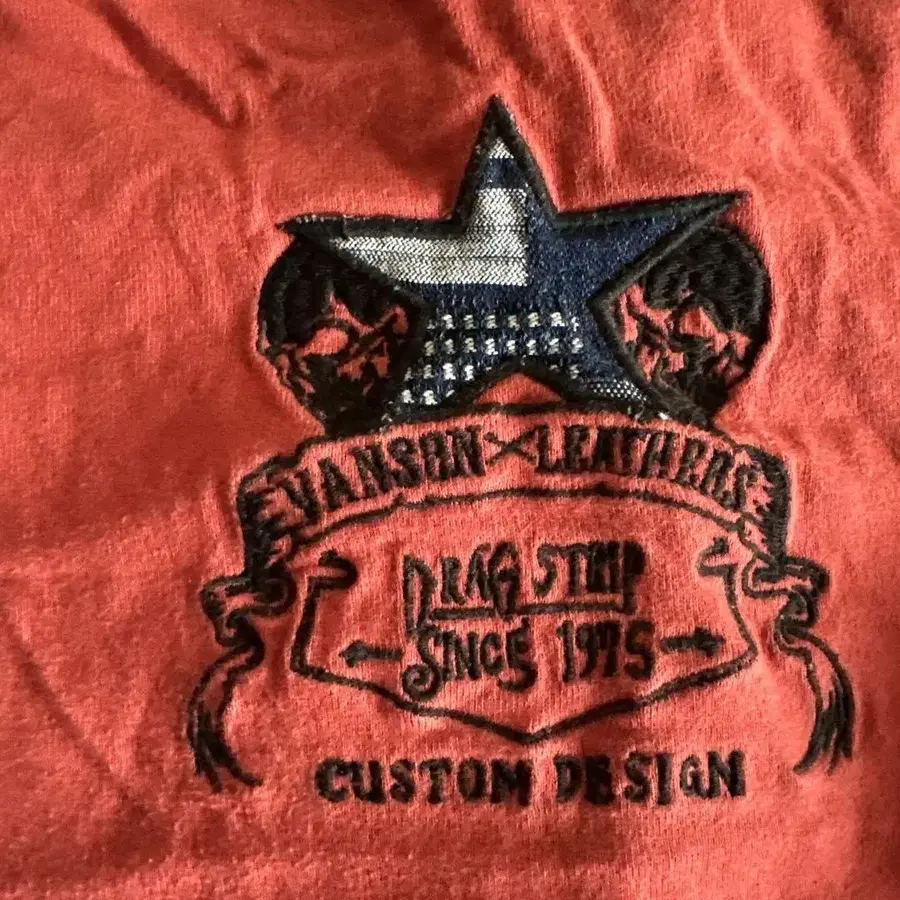 VANSON LEATHERS
DRAG STRIP
SINCE 1975
CUSTOM DESIGN